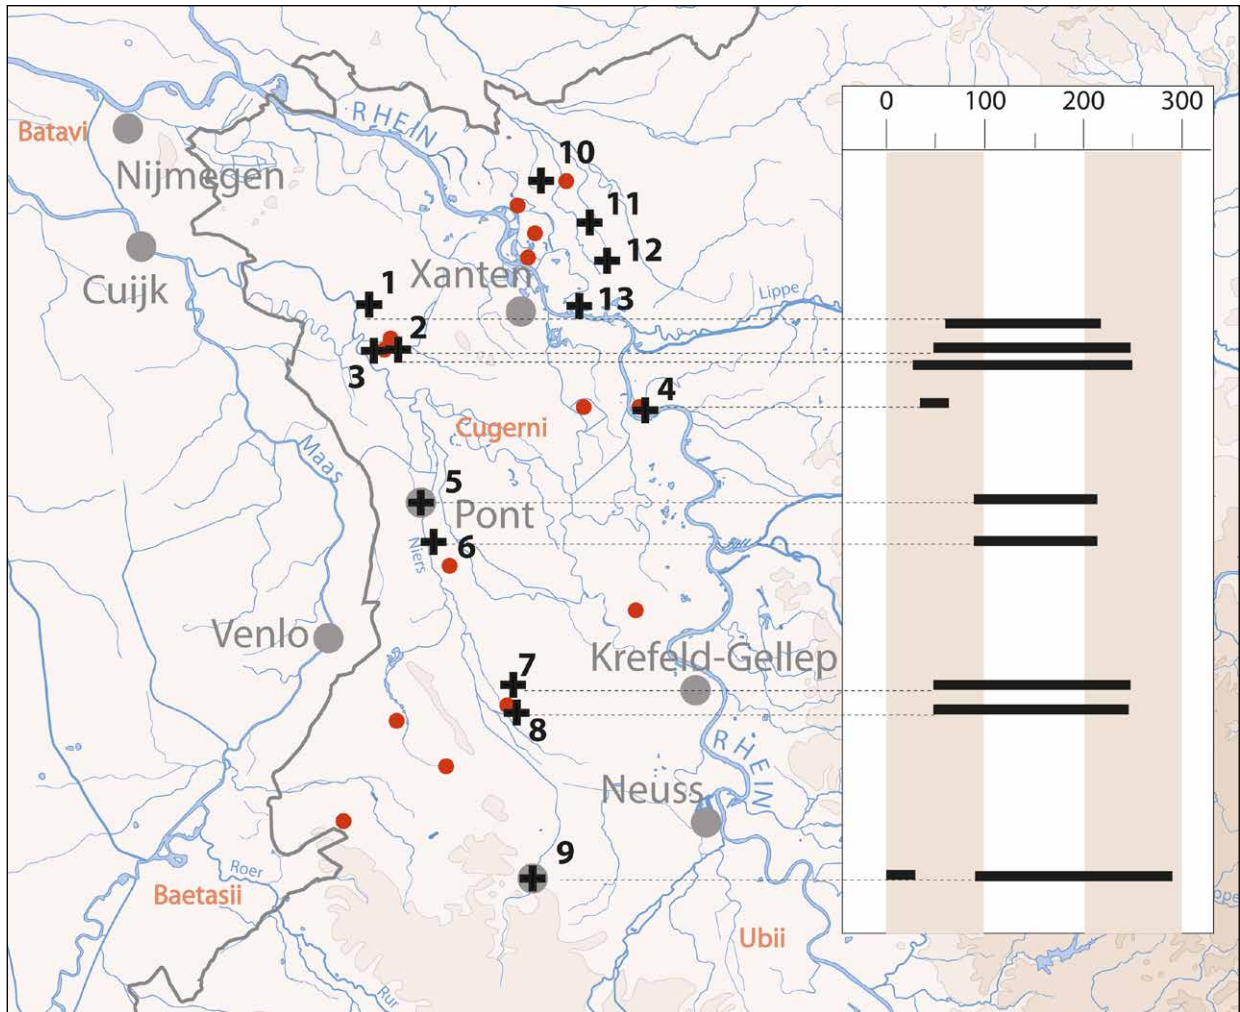 0 100 200 300
RHEIN
10
Batavi
Nijmegen
11
12
Xanten
Cuijk
1
13
Lippe
2
3
4
Cugerni
Maas
5
Pont
6
Niers
Venlo
Krefeld-Gellep
7
8
RHEIN
Neuss
9
Roer
Baetasii
Ubii
Rur